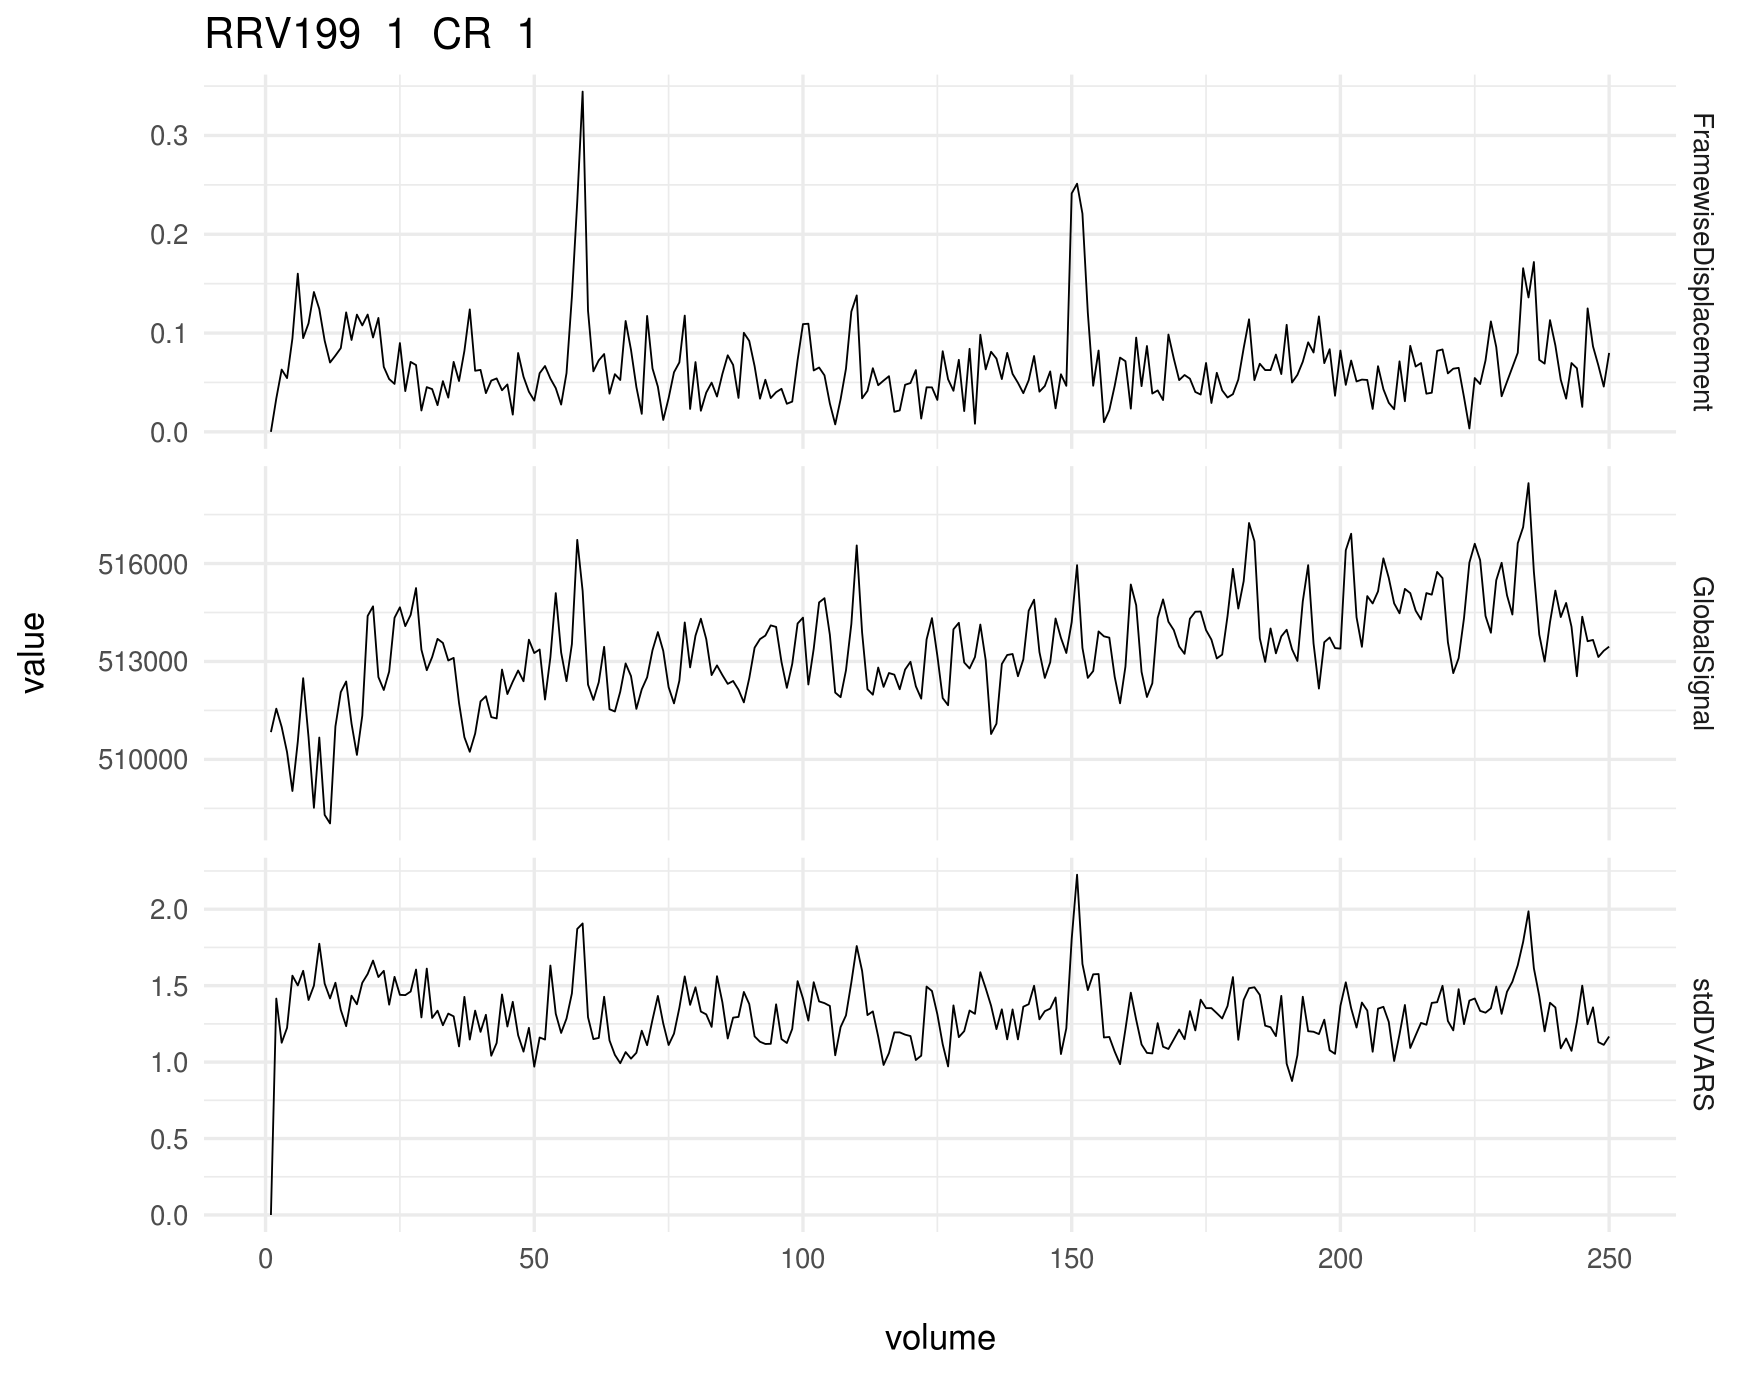 RRV199 1 CR 1
value
0.3
0.2
0.1
0.0
FramewiseDisplacement
516000
513000
510000
GlobalSignal
2.0
1.5
1.0
0.5
0.0
stdDVARS
0 50 100 150 200 250
volume